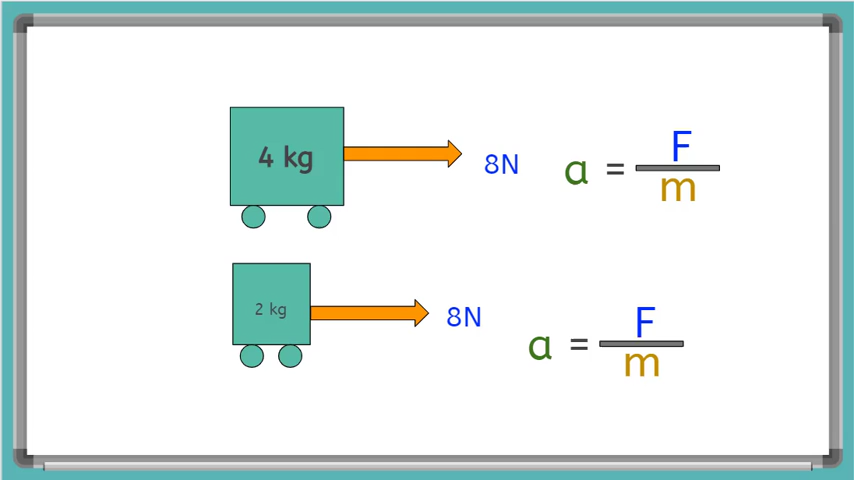 4 kg
8N
a = F/m
2 kg
8N
a = F/m